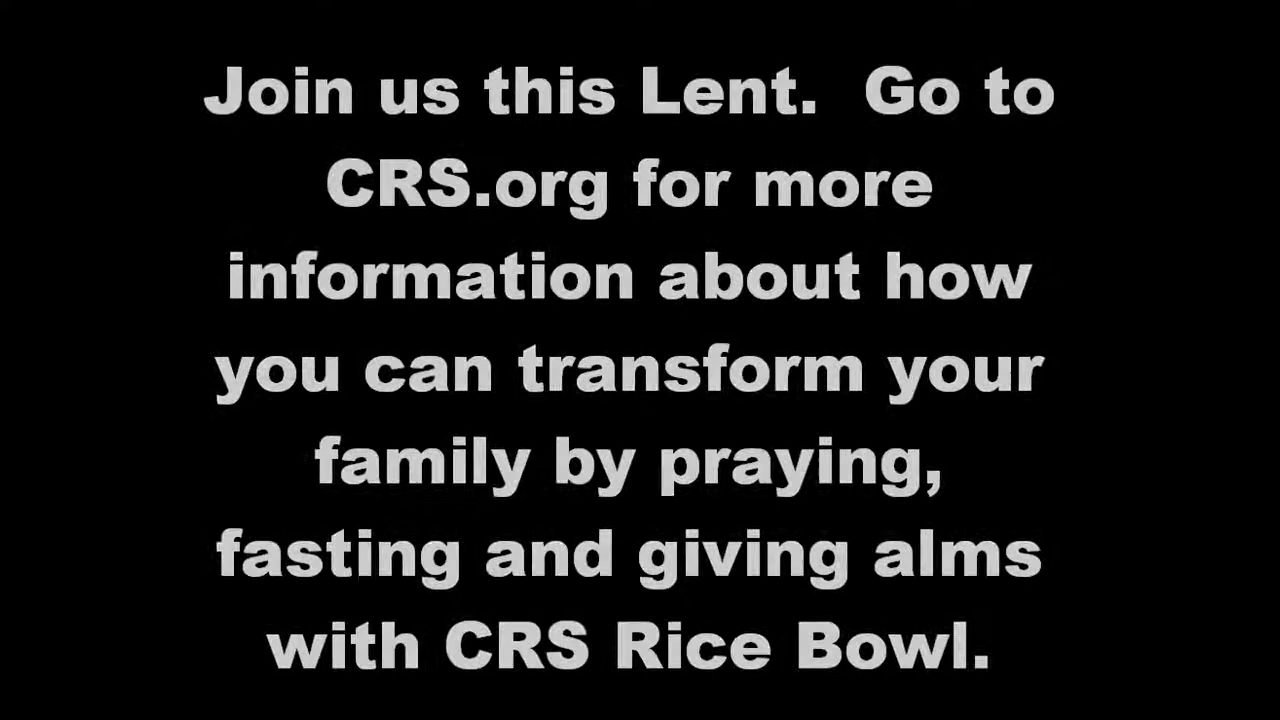 Join us this Lent.  Go to
CRS.org for more
information about how
you can transform your
family by praying,
fasting and giving alms
with CRS Rice Bowl.